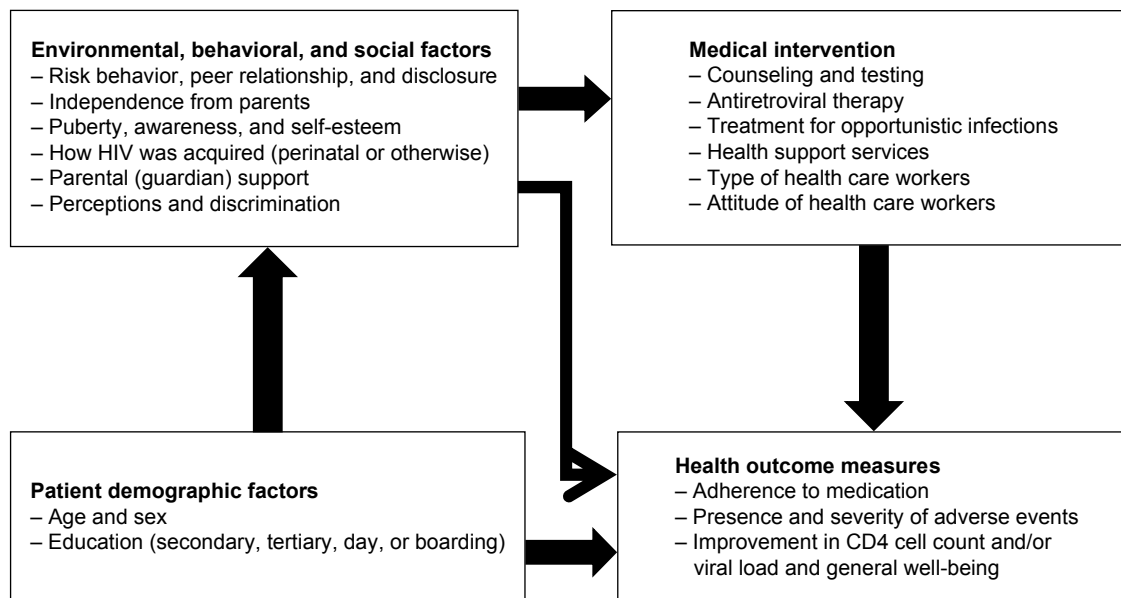 Environmental, behavioral, and social factors
– Risk behavior, peer relationship, and disclosure
– Independence from parents
– Puberty, awareness, and self-esteem
– How HIV was acquired (perinatal or otherwise)
– Parental (guardian) support
– Perceptions and discrimination
Medical intervention
– Counseling and testing
– Antiretroviral therapy
– Treatment for opportunistic infections
– Health support services
– Type of health care workers
– Attitude of health care workers
Patient demographic factors
– Age and sex
– Education (secondary, tertiary, day, or boarding)
Health outcome measures
– Adherence to medication
– Presence and severity of adverse events
– Improvement in CD4 cell count and/or
viral load and general well-being